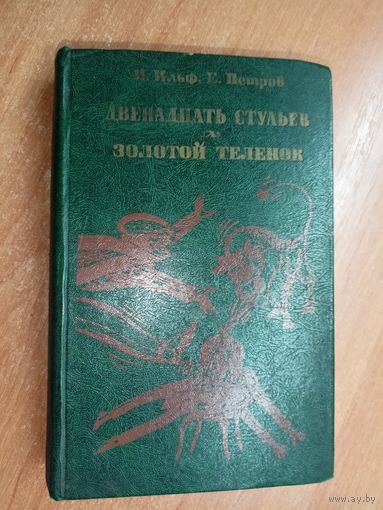 И. Ильф, Е. Петров
ДВЕНАДЦАТЬ СТУЛЬЕВ
ЗОЛОТОЙ ТЕЛЕНОК
www.ay.by